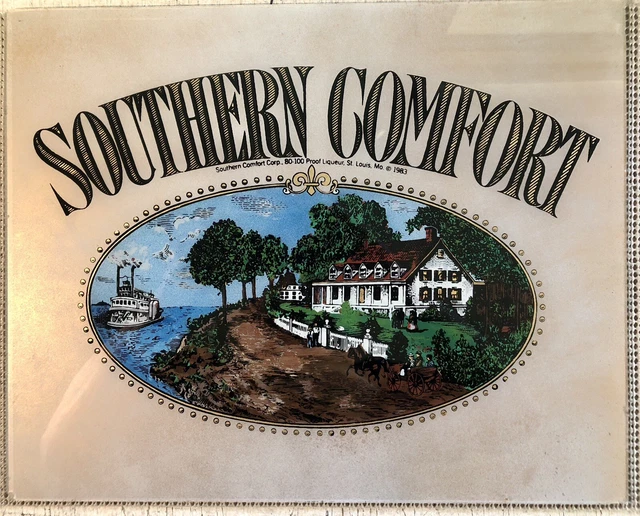 SOUTHERN COMFORT
Southern Comfort Corp., 80-100 Proof Liqueur, St. Louis, Mo. © 1983